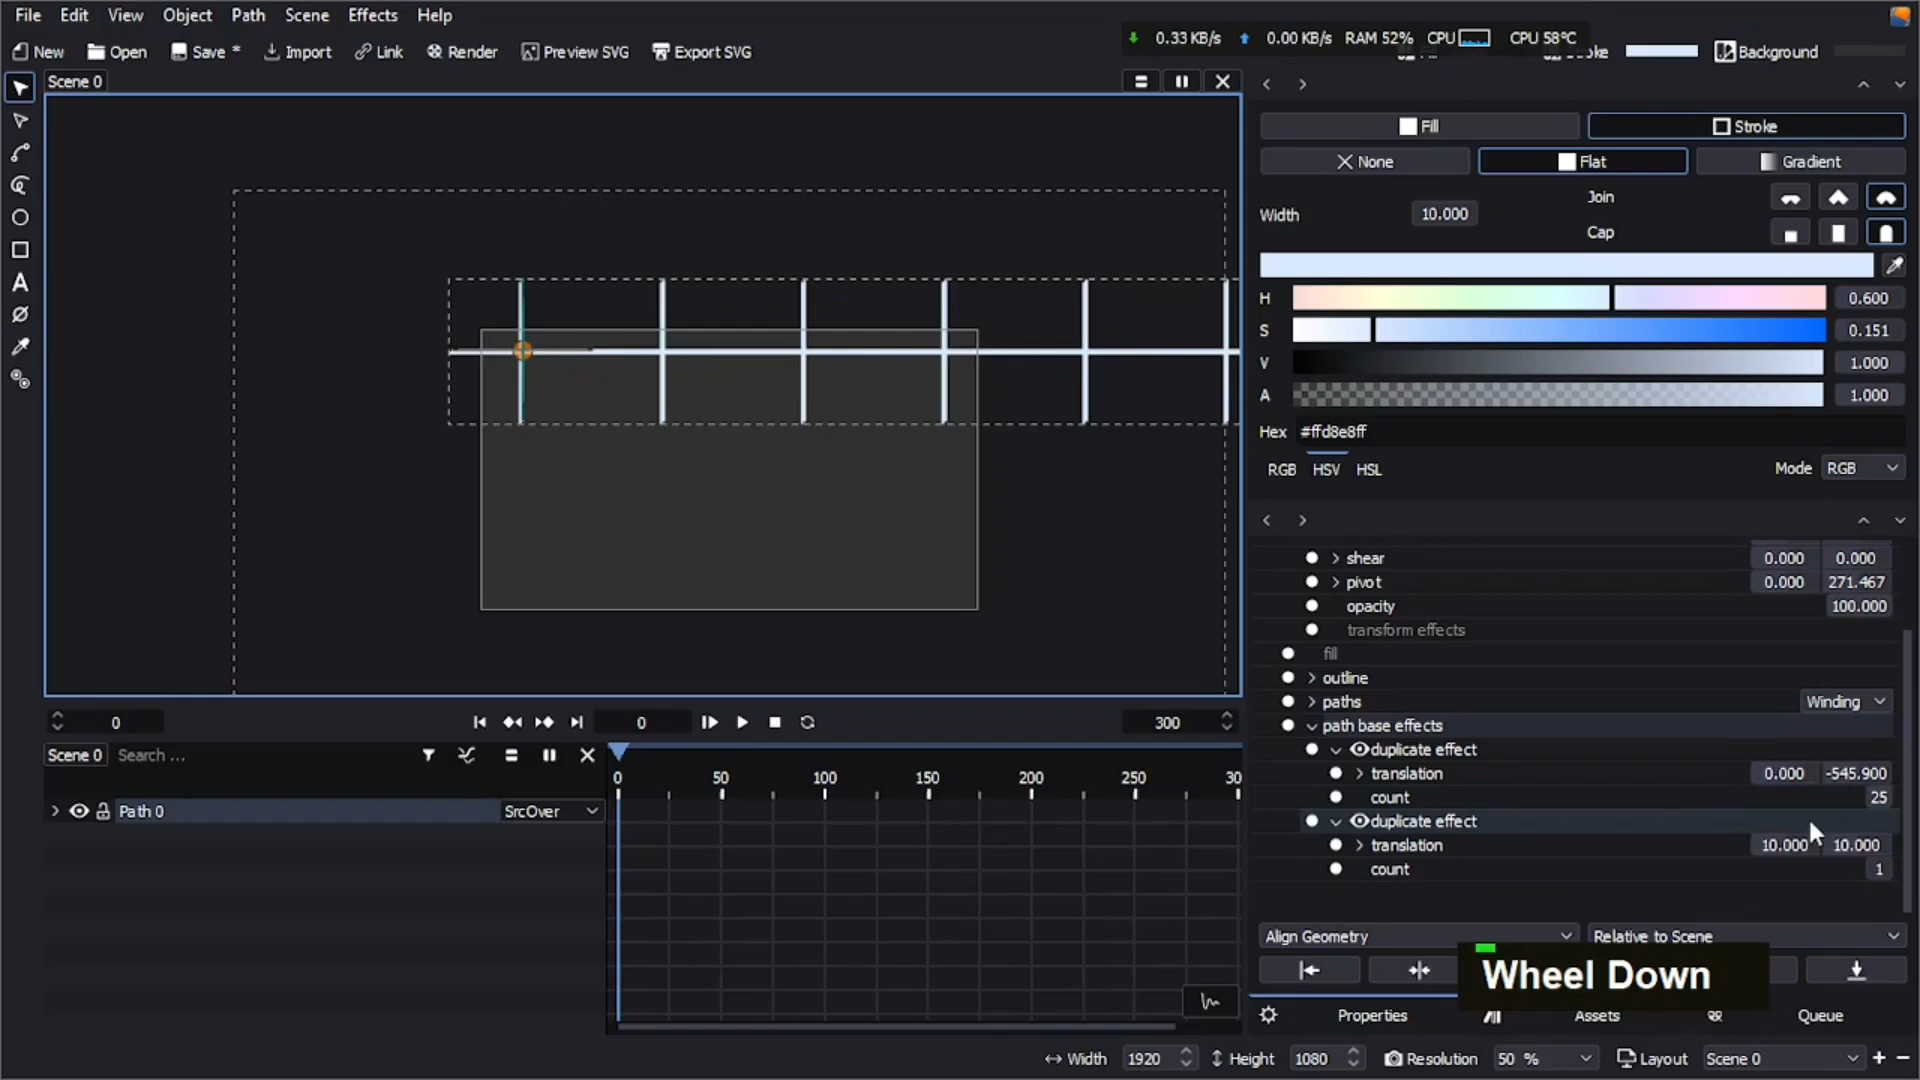 File Edit View Object Path Scene Effects Help
0.33 KB/s 0.00 KB/s RAM 52% CPU CPU 58°C
New Open Save * Import Link Render Preview SVG Export SVG Background
Scene 0
Fill Stroke
None Flat Gradient
Join
Width 10.000
Cap
H 0.600
S 0.151
V 1.000
A 1.000
Hex #ffd8e8ff
RGB HSV HSL Mode RGB
shear 0.000 0.000
pivot 0.000 271.467
opacity 100.000
transform effects
fill
outline
paths Winding
path base effects
duplicate effect
translation 0.000 -545.900
count 25
duplicate effect
translation 10.000 10.000
count 1
0 0 300
Scene 0 Search ...
0 50 100 150 200 250 30
Path 0 SrcOver
Align Geometry Relative to Scene
Wheel Down
Properties Assets Queue
Width 1920 Height 1080 Resolution 50 % Layout Scene 0